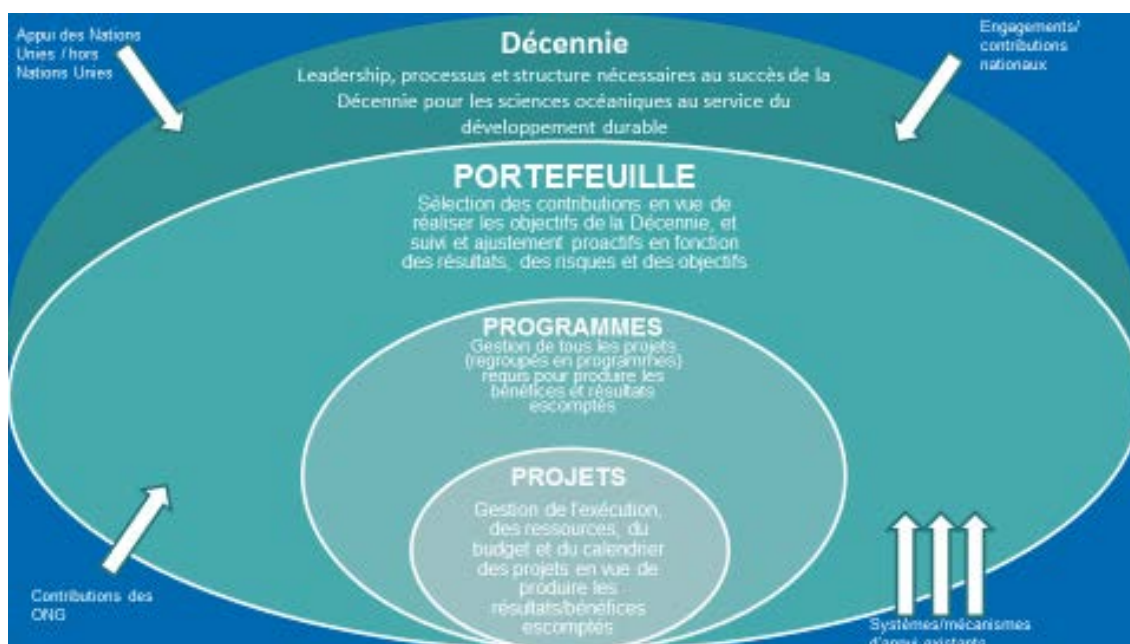 Appui des Nations
Unies / hors
Nations Unies
Décennie
Leadership, processus et structure nécessaires au succès de la
Décennie pour les sciences océaniques au service du
développement durable
Engagements/
contributions
nationaux
PORTEFEUILLE
Sélection des contributions en vue de
réaliser les objectifs de la Décennie, et
suivi et ajustement proactifs en fonction
des résultats, des risques et des objectifs
PROGRAMMES
Gestion de tous les projets
(regroupés en programmes)
requis pour produire les
bénéfices et résultats
escomptés
PROJETS
Gestion de l'exécution,
des ressources, du
budget et du calendrier
des projets en vue de
produire les
résultats/bénéfices
escomptés
Contributions des
ONG
Systèmes/mécanismes
d'appui existants